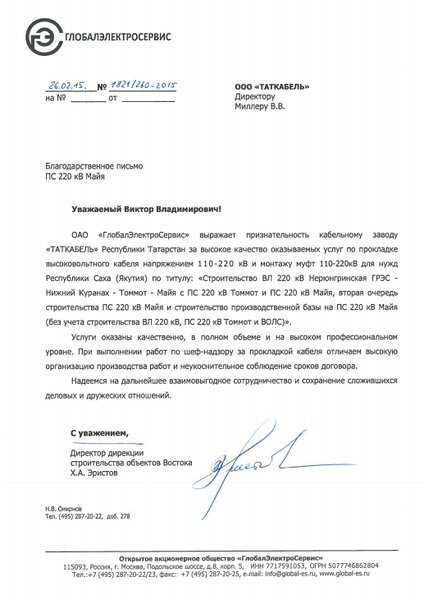 ГЭС ГЛОБАЛЭЛЕКТРОСЕРВИС
26.02.15. № 1821/260-2015
на № от
ООО «ТАТКАБЕЛЬ»
Директору
Миллеру В.В.
Благодарственное письмо
ПС 220 кВ Майя
Уважаемый Виктор Владимирович!
ОАО «ГлобалЭлектроСервис» выражает признательность кабельному заводу
«ТАТКАБЕЛЬ» Республики Татарстан за высокое качество оказываемых услуг по прокладке
высоковольтного кабеля напряжением 110-220 кВ и монтажу муфт 110-220кВ для нужд
Республики Саха (Якутия) по титулу: «Строительство ВЛ 220 кВ Нерюнгринская ГРЭС -
Нижний Куранах - Томмот - Майя с ПС 220 кВ Томмот и ПС 220 кВ Майя, вторая очередь
строительства ПС 220 кВ Майя и строительство производственной базы на ПС 220 кВ Майя
(без учета строительства ВЛ 220 кВ, ПС 220 кВ Томмот и ВОЛС)».
Услуги оказаны качественно, в полном объеме и на высоком профессиональном
уровне. При выполнении работ по шеф-надзору за прокладкой кабеля отличаем высокую
организацию производства работ и неукоснительное соблюдение сроков договора.
Надеемся на дальнейшее взаимовыгодное сотрудничество и сохранение сложившихся
деловых и дружеских отношений.
С уважением,
Директор дирекции
строительства объектов Востока
Х.А. Эристов
Н.В. Смирнов
Тел. (495) 287-20-22, доб. 278
Открытое акционерное общество «ГлобалЭлектроСервис»
115093, Россия, г. Москва, Подольское шоссе, д.8, корп. 5, ИНН 7717591053, ОГРН 5077746862804
Тел.:+7 (495) 287-20-22/23, факс: +7 (495) 287-20-25, e-mail: info@global-es.ru, www.global-es.ru